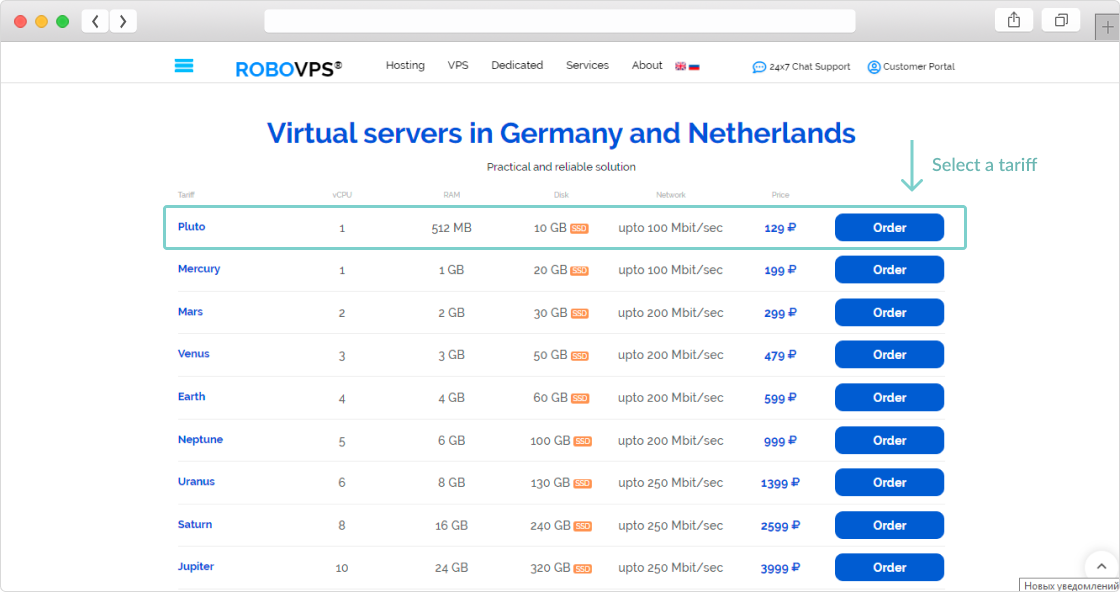 ROBOVPS®
Hosting VPS Dedicated Services About
24x7 Chat Support Customer Portal
Virtual servers in Germany and Netherlands
Practical and reliable solution
Select a tariff
Tariff vCPU RAM Disk Network Price
Pluto 1 512 MB 10 GB SSD upto 100 Mbit/sec 129 ₽ Order
Mercury 1 1 GB 20 GB SSD upto 100 Mbit/sec 199 ₽ Order
Mars 2 2 GB 30 GB SSD upto 200 Mbit/sec 299 ₽ Order
Venus 3 3 GB 50 GB SSD upto 200 Mbit/sec 479 ₽ Order
Earth 4 4 GB 60 GB SSD upto 200 Mbit/sec 599 ₽ Order
Neptune 5 6 GB 100 GB SSD upto 200 Mbit/sec 999 ₽ Order
Uranus 6 8 GB 130 GB SSD upto 250 Mbit/sec 1399 ₽ Order
Saturn 8 16 GB 240 GB SSD upto 250 Mbit/sec 2599 ₽ Order
Jupiter 10 24 GB 320 GB SSD upto 250 Mbit/sec 3999 ₽ Order
Новых уведомлений